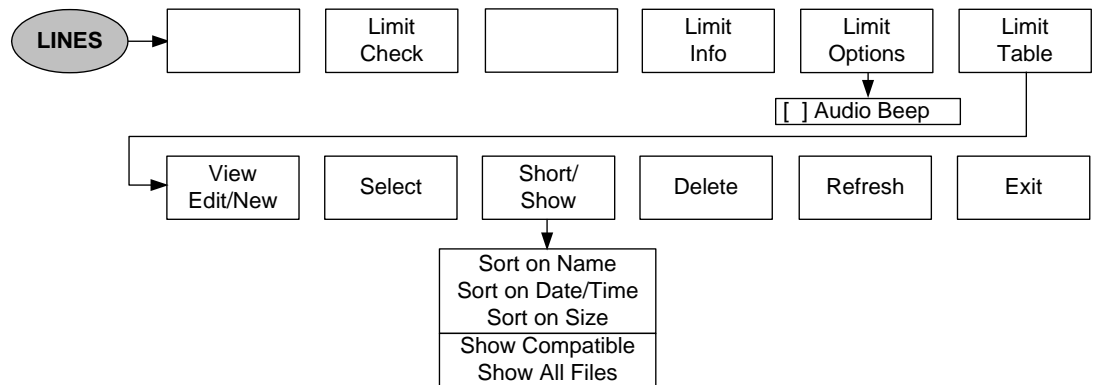 LINES
Limit
Check
Limit
Info
Limit
Options
Limit
Table
[ ] Audio Beep
View
Edit/New
Select
Short/
Show
Delete
Refresh
Exit
Sort on Name
Sort on Date/Time
Sort on Size
Show Compatible
Show All Files